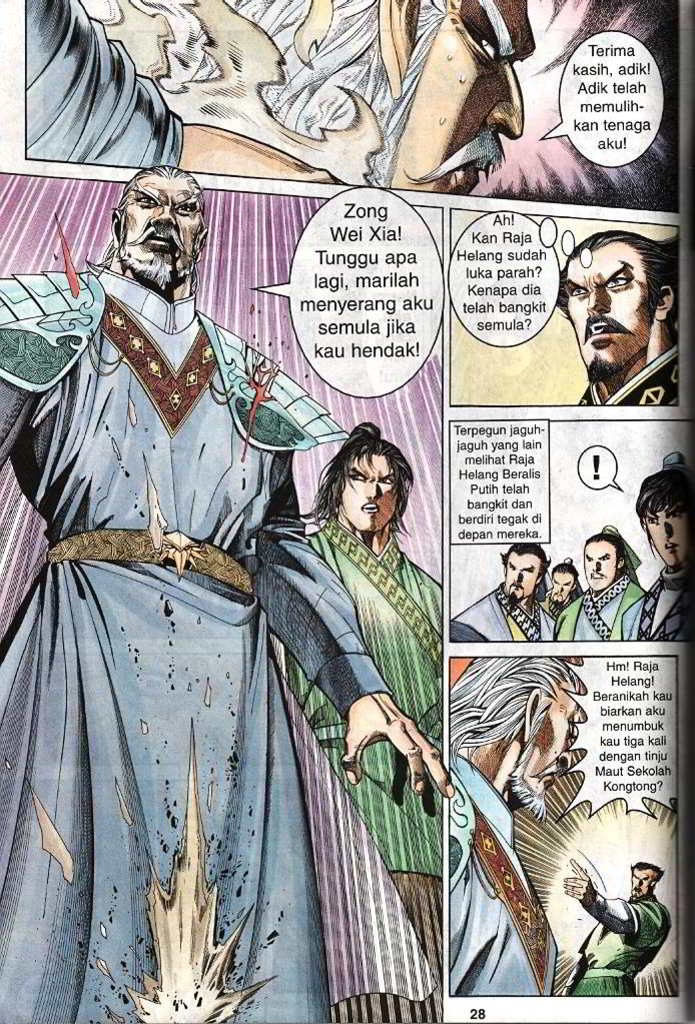 Terima
kasih, adik!
Adik telah
memulih-
kan tenaga
aku!
Zong
Wei Xia!
Tunggu apa
lagi, marilah
menyerang aku
semula jika
kau hendak!
Ah!
Kan Raja
Helang sudah
luka parah?
Kenapa dia
telah bangkit
semula?
Terpegun jaguh-
jaguh yang lain
melihat Raja
Helang Beralis
Putih telah
bangkit dan
berdiri tegak di
depan mereka.
!
Hm! Raja
Helang!
Beranikah kau
biarkan aku
menumbuk
kau tiga kali
dengan tinju
Maut Sekolah
Kongtong?
28